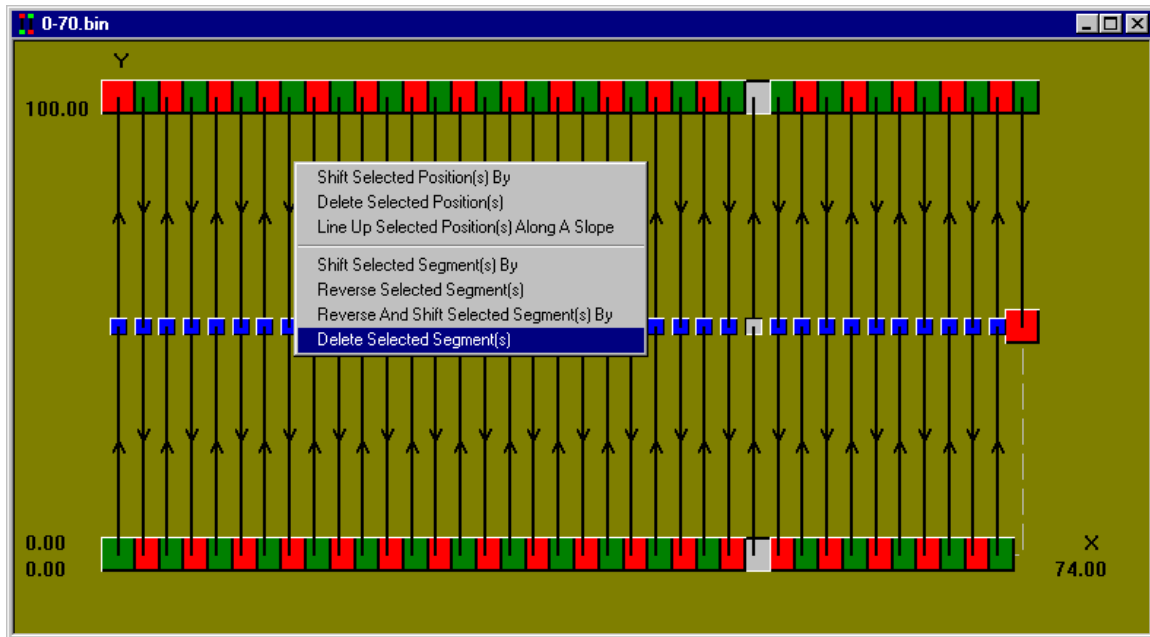 0-70.bin
Y
100.00
Shift Selected Position(s) By
Delete Selected Position(s)
Line Up Selected Position(s) Along A Slope
Shift Selected Segment(s) By
Reverse Selected Segment(s)
Reverse And Shift Selected Segment(s) By
Delete Selected Segment(s)
0.00
X
0.00
74.00